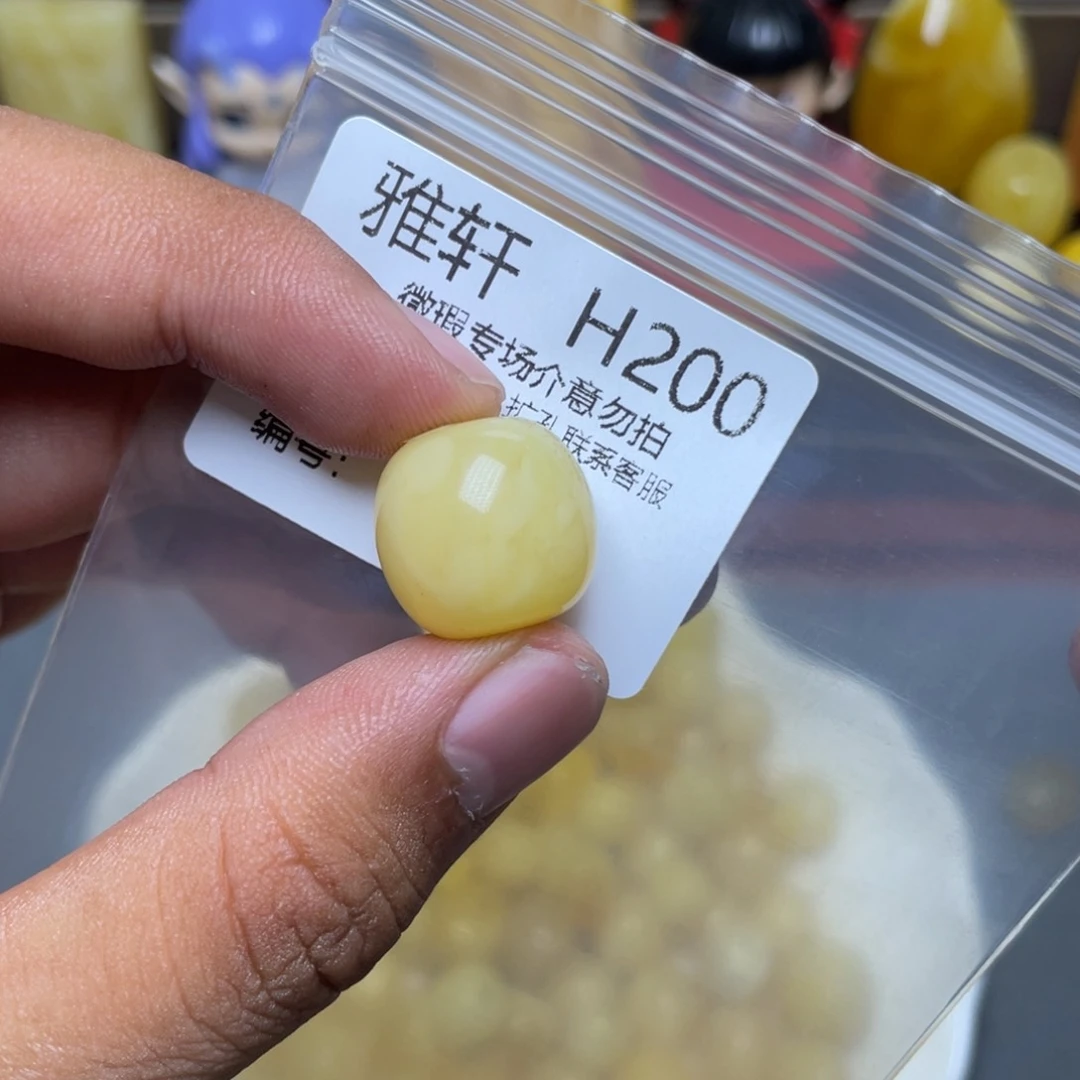 雅轩 H200
微瑕专场介意勿拍
扩孔联系客服
编号: